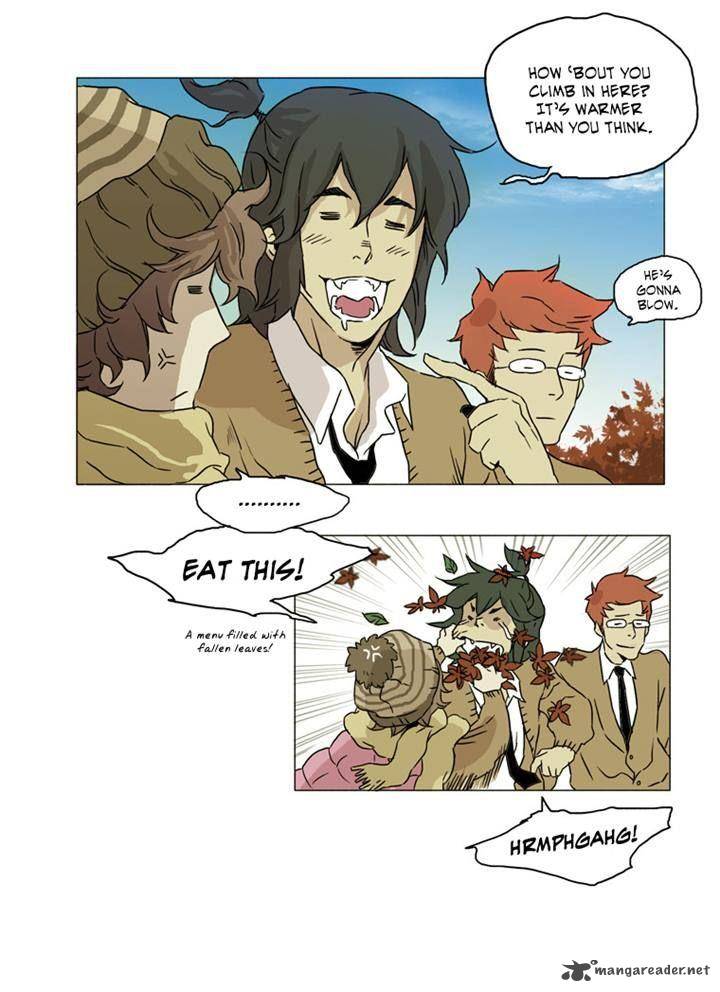 HOW 'BOUT YOU
CLIMB IN HERE?
IT'S WARMER
THAN YOU THINK.
HE'S
GONNA
BLOW.
..........
EAT THIS!
A menu filled with
fallen leaves!
HRMPHGAHG!
mangareader.net